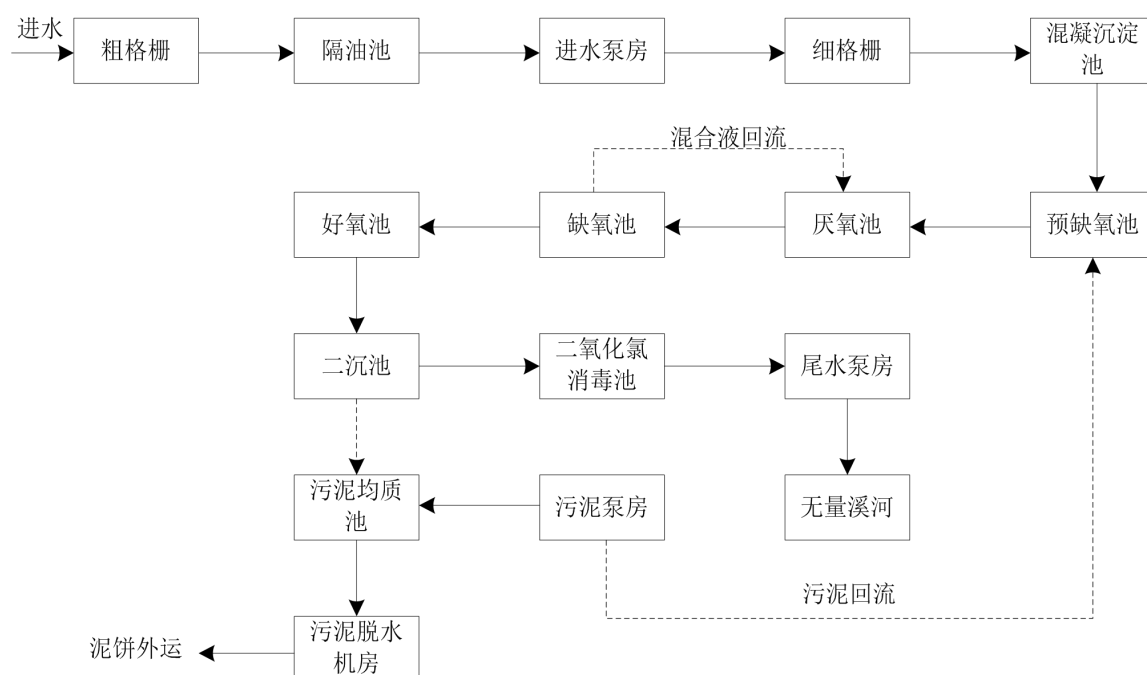 进水
粗格栅
隔油池
进水泵房
细格栅
混凝沉淀
池
混合液回流
好氧池
缺氧池
厌氧池
预缺氧池
二沉池
二氧化氯
消毒池
尾水泵房
污泥均质
池
污泥泵房
无量溪河
污泥回流
泥饼外运
污泥脱水
机房